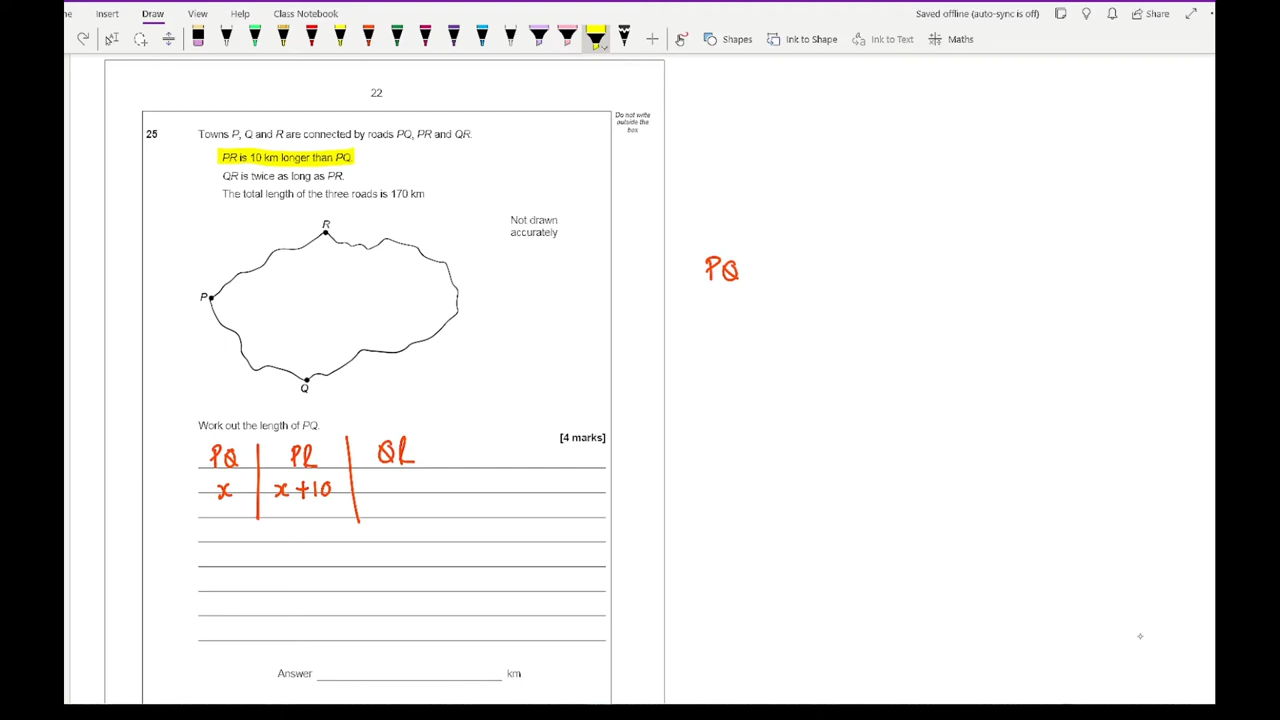 Insert Draw View Help Class Notebook Saved offline (auto-sync is off) Share
Shapes Ink to Shape Ink to Text Maths
22
Do not write
outside the
box
25 Towns P, Q and R are connected by roads PQ, PR and QR.
PR is 10 km longer than PQ.
QR is twice as long as PR.
The total length of the three roads is 170 km
Not drawn
accurately
R
P
Q
PQ
Work out the length of PQ.
[4 marks]
PQ PR QR
x x + 10
Answer km